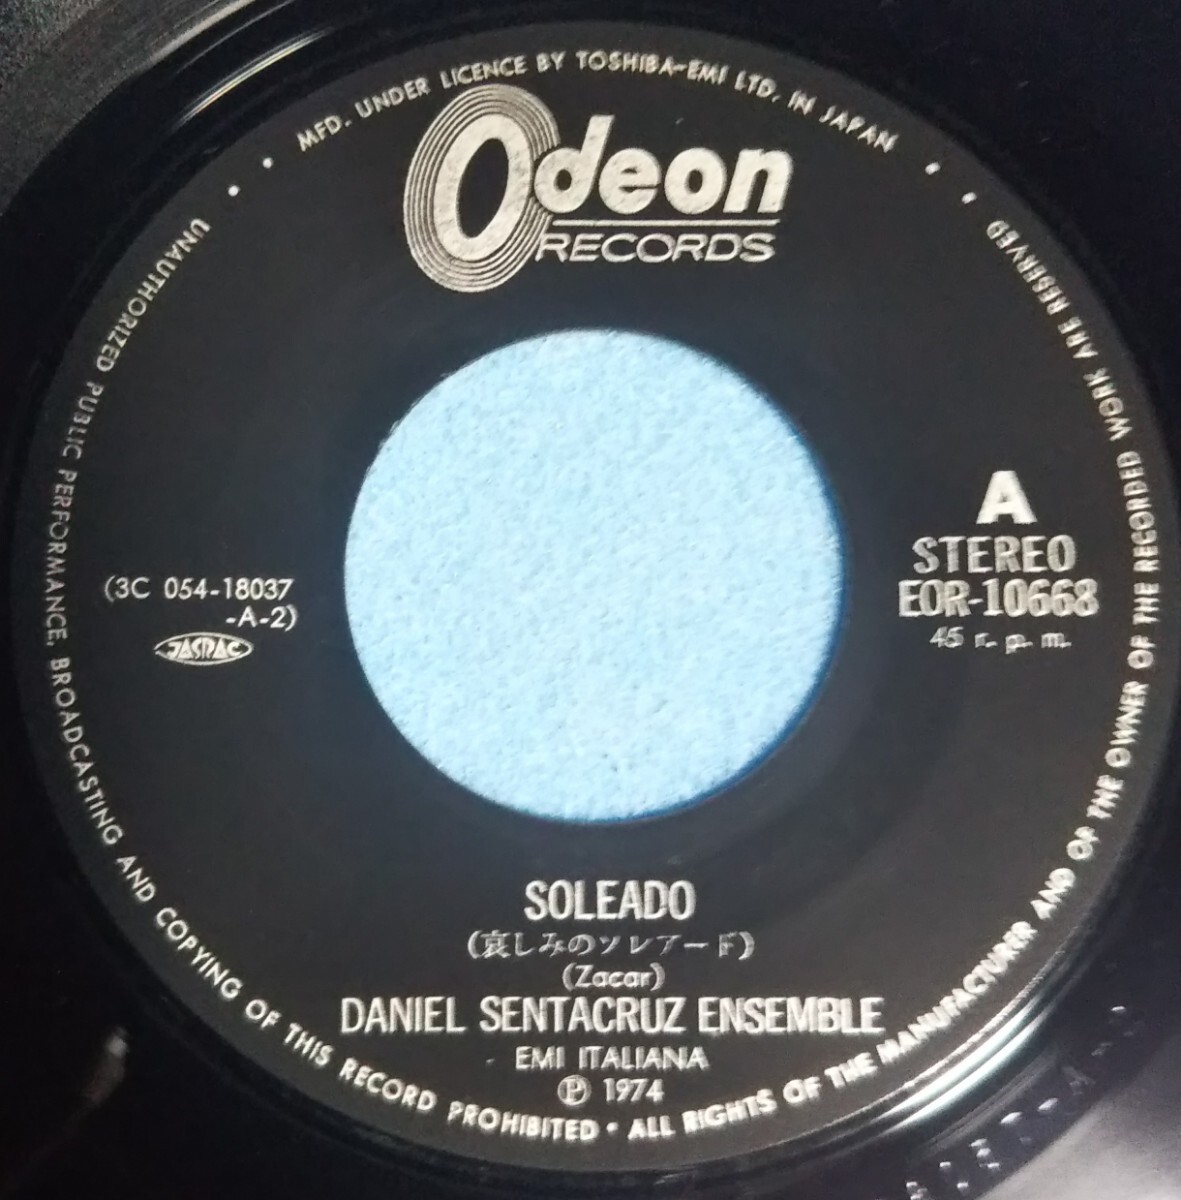 MFD. UNDER LICENCE BY TOSHIBA-EMI LTD. IN JAPAN
Odeon
RECORDS
A
STEREO
EOR-10668
45 r. p. m.
(3C 054-18037
-A-2)
JASRAC
SOLEADO
(哀しみのソレアード)
(Zacar)
DANIEL SENTACRUZ ENSEMBLE
EMI ITALIANA
Ⓟ 1974
UNAUTHORIZED PUBLIC PERFORMANCE, BROADCASTING AND COPYING OF THIS RECORD PROHIBITED • ALL RIGHTS OF THE MANUFACTURER AND OF THE OWNER OF THE RECORDED WORK ARE RESERVED